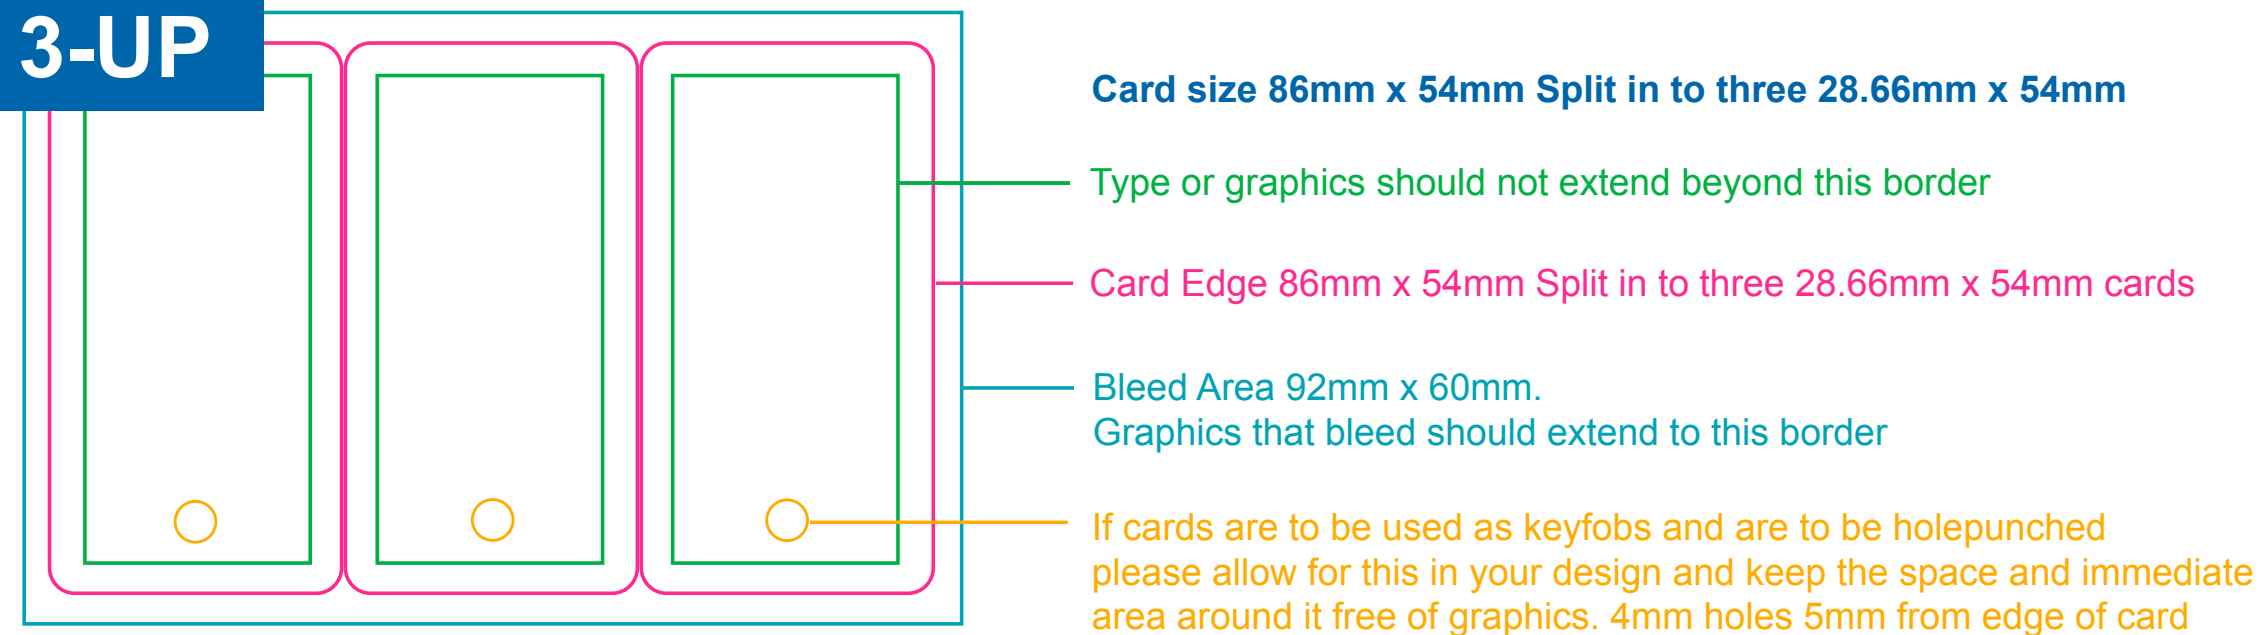 3-UP
Card size 86mm x 54mm Split in to three 28.66mm x 54mm
Type or graphics should not extend beyond this border
Card Edge 86mm x 54mm Split in to three 28.66mm x 54mm cards
Bleed Area 92mm x 60mm.
Graphics that bleed should extend to this border
If cards are to be used as keyfobs and are to be holepunched
please allow for this in your design and keep the space and immediate
area around it free of graphics. 4mm holes 5mm from edge of card